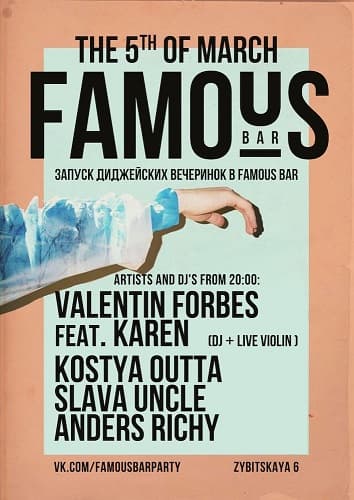 THE 5TH OF MARCH
FAMOUS
BAR
ЗАПУСК ДИДЖЕЙСКИХ ВЕЧЕРИНОК В FAMOUS BAR
ARTISTS AND DJ'S FROM 20:00:
VALENTIN FORBES
FEAT. KAREN (DJ + LIVE VIOLIN )
KOSTYA OUTTA
SLAVA UNCLE
ANDERS RICHY
VK.COM/FAMOUSBARPARTY ZYBITSKAYA 6